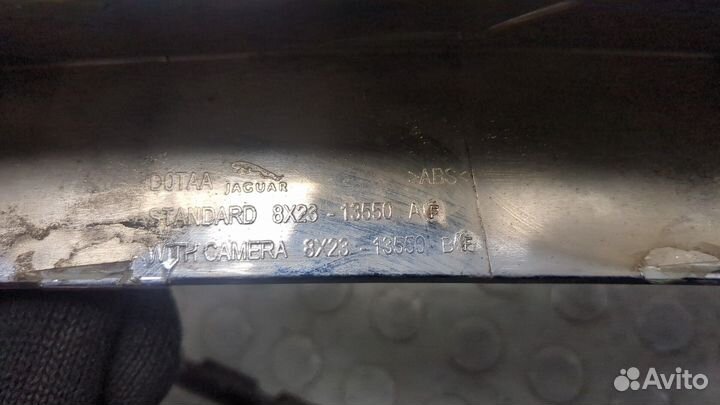 JAGUAR >ABS<
STANDARD 8X23-13550 A
WITH CAMERA 8X23-13550 B
Avito